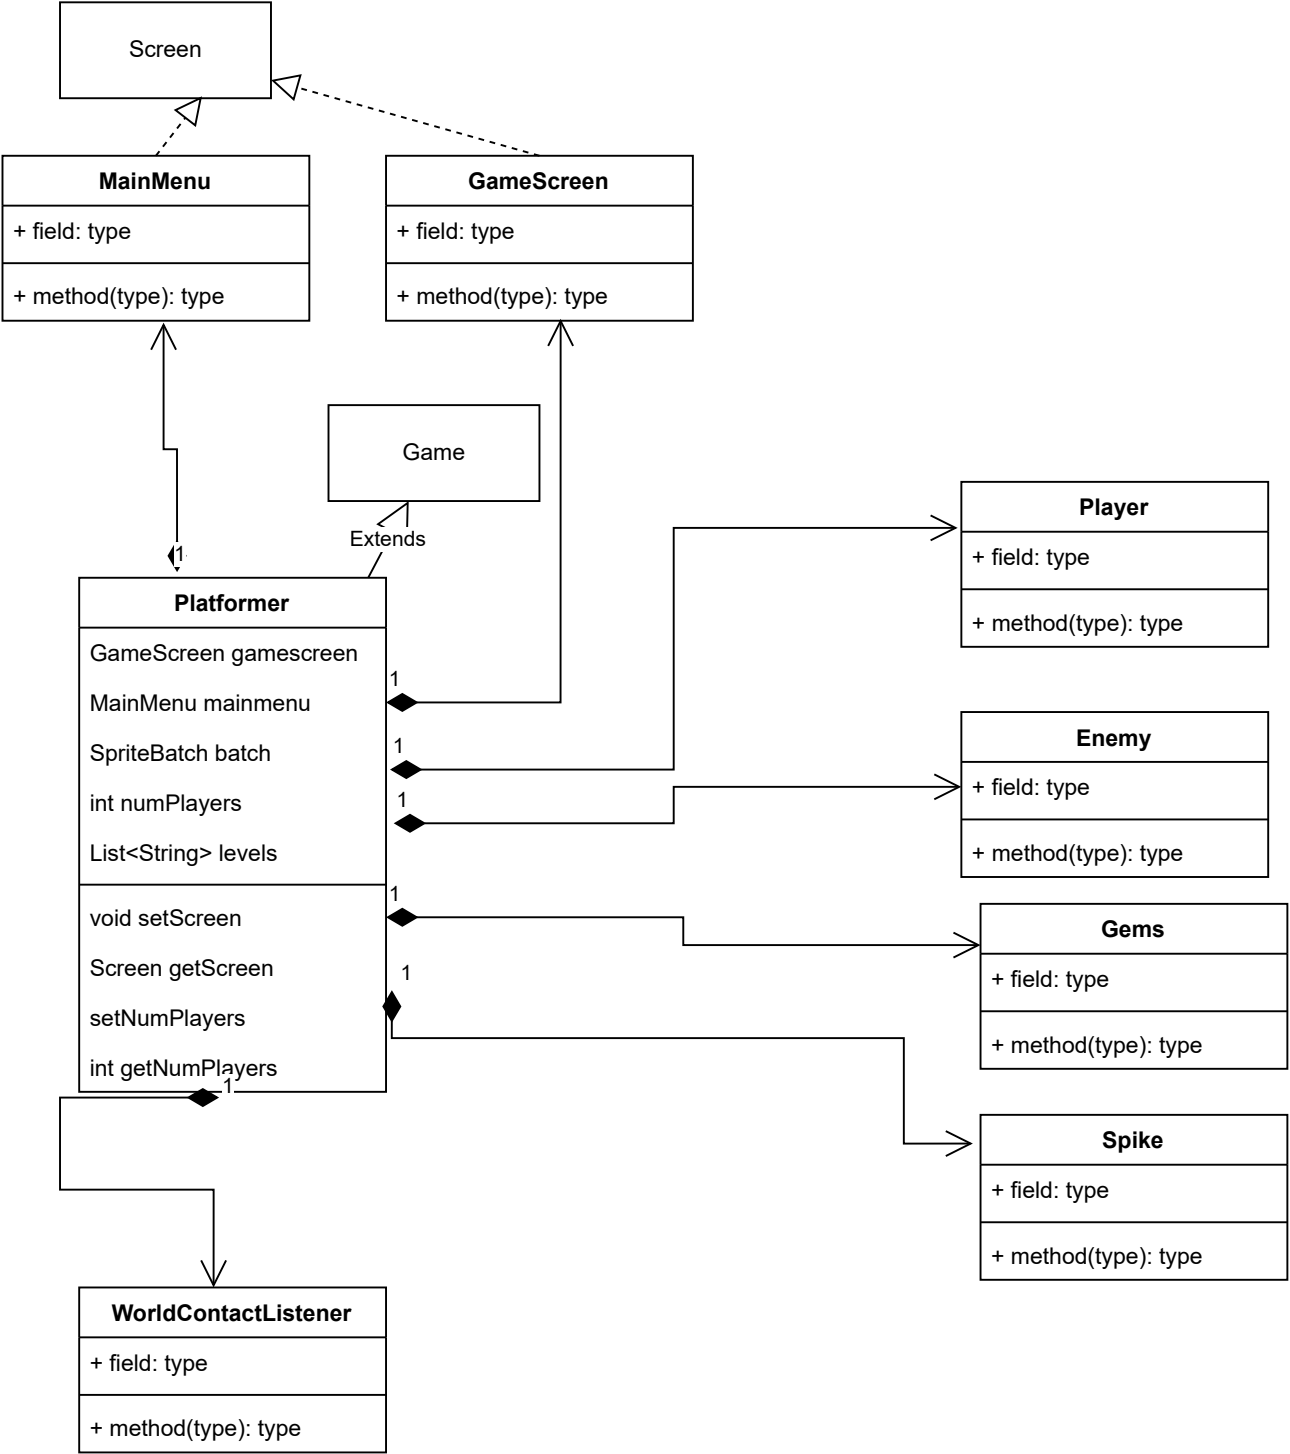 Screen
MainMenu
+ field: type
+ method(type): type
GameScreen
+ field: type
+ method(type): type
Game
Extends
1
Platformer
GameScreen gamescreen
MainMenu mainmenu
SpriteBatch batch
int numPlayers
List<String> levels
void setScreen
Screen getScreen
setNumPlayers
int getNumPlayers
1
1
1
1
1
1
Player
+ field: type
+ method(type): type
Enemy
+ field: type
+ method(type): type
Gems
+ field: type
+ method(type): type
Spike
+ field: type
+ method(type): type
WorldContactListener
+ field: type
+ method(type): type